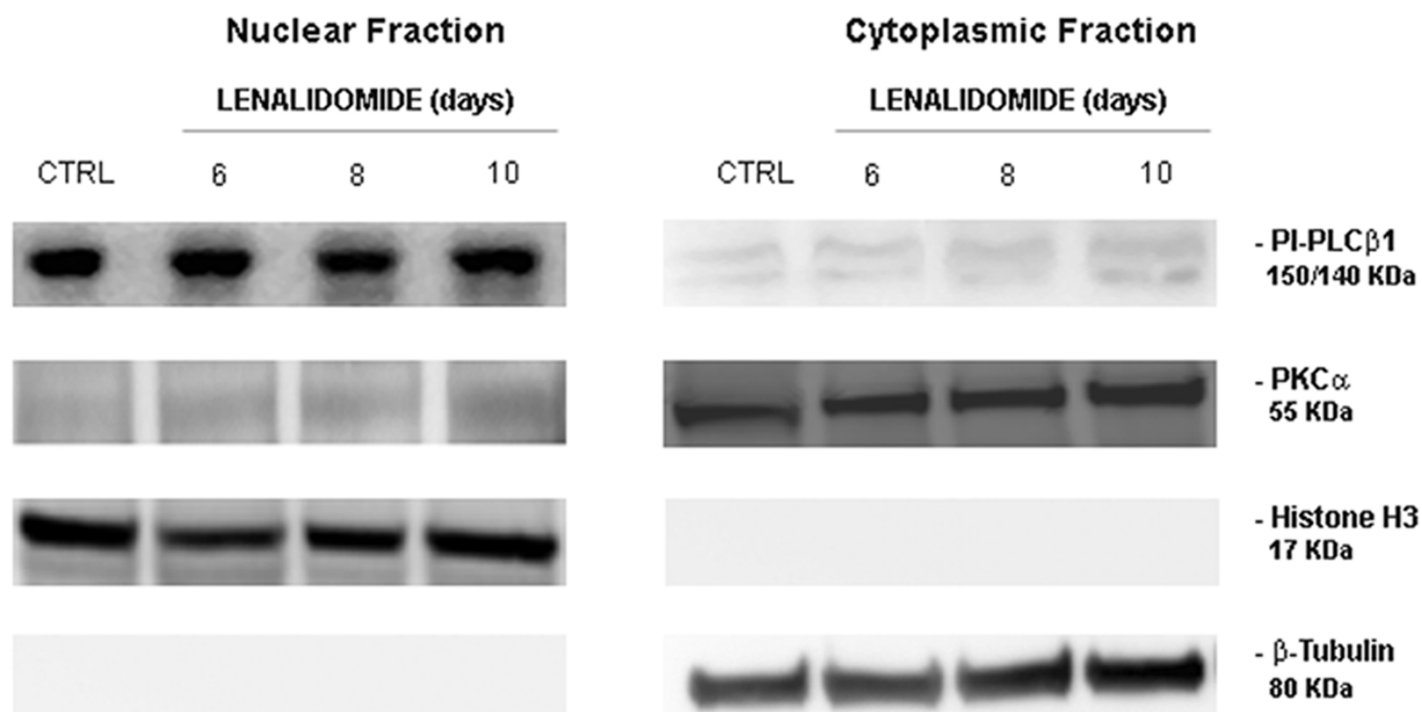 Nuclear Fraction
Cytoplasmic Fraction
LENALIDOMIDE (days)
LENALIDOMIDE (days)
CTRL 6 8 10
CTRL 6 8 10
- PI-PLCβ1
150/140 KDa
- PKCα
55 KDa
- Histone H3
17 KDa
- β-Tubulin
80 KDa